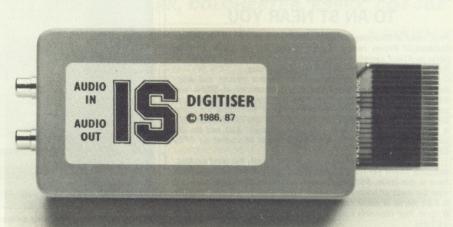 TO AN ST NEAR YOU
AUDIO
IN
AUDIO
OUT
IS
DIGITISER
© 1986, 87